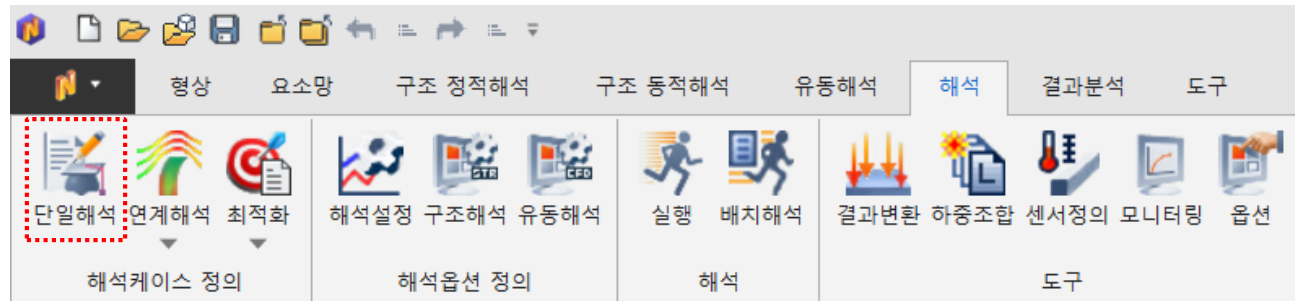 형상 요소망 구조 정적해석 구조 동적해석 유동해석 해석 결과분석 도구
단일해석 연계해석 최적화 해석설정 구조해석 유동해석 실행 배치해석 결과변환 하중조합 센서정의 모니터링 옵션
해석케이스 정의 해석옵션 정의 해석 도구